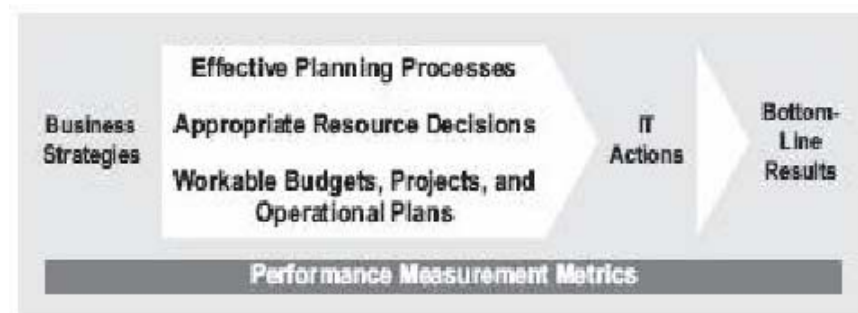 Business
Strategies
Effective Planning Processes
Appropriate Resource Decisions
Workable Budgets, Projects, and
Operational Plans
IT
Actions
Bottom-
Line
Results
Performance Measurement Metrics